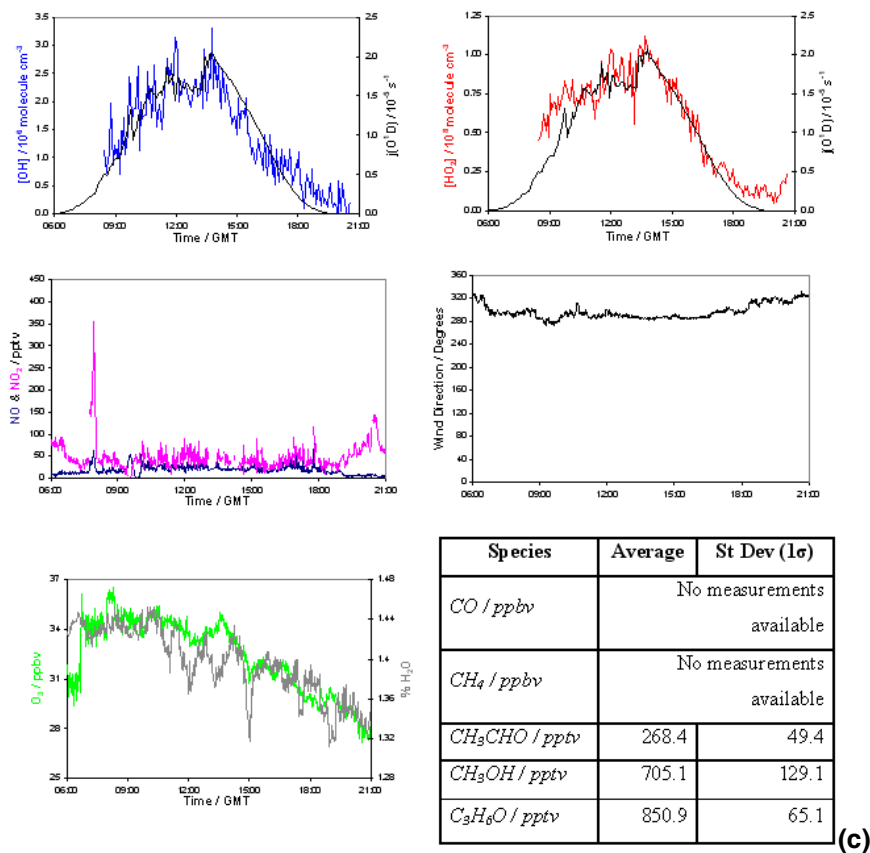 [OH] / 10⁶ molecule cm⁻³
3.5
3.0
2.5
2.0
1.5
1.0
0.5
0.0
2.5
2.0
1.5
1.0
0.5
0.0
j(O¹D) / 10⁻⁵ s⁻¹
06:00 09:00 12:00 15:00 18:00 21:00
Time / GMT
[HO₂] / 10⁸ molecule cm⁻³
1.25
1.00
0.75
0.50
0.25
0.00
2.5
2.0
1.5
1.0
0.5
0.0
j(O¹D) / 10⁻⁵ s⁻¹
06:00 09:00 12:00 15:00 18:00 21:00
Time / GMT
NO & NO₂ / pptv
450
400
350
300
250
200
150
100
50
0
06:00 09:00 12:00 15:00 18:00 21:00
Time / GMT
Wind Direction / Degrees
360
320
280
240
200
160
120
80
40
0
06:00 09:00 12:00 15:00 18:00 21:00
Time / GMT
O₃ / ppbv
37
34
31
28
25
1.48
1.44
1.40
1.36
1.32
1.28
% H₂O
06:00 09:00 12:00 15:00 18:00 21:00
Time / GMT
Species Average St Dev (1σ)
CO / ppbv No measurements
available
CH₄ / ppbv No measurements
available
CH₃CHO / pptv 268.4 49.4
CH₃OH / pptv 705.1 129.1
C₃H₆O / pptv 850.9 65.1
(c)